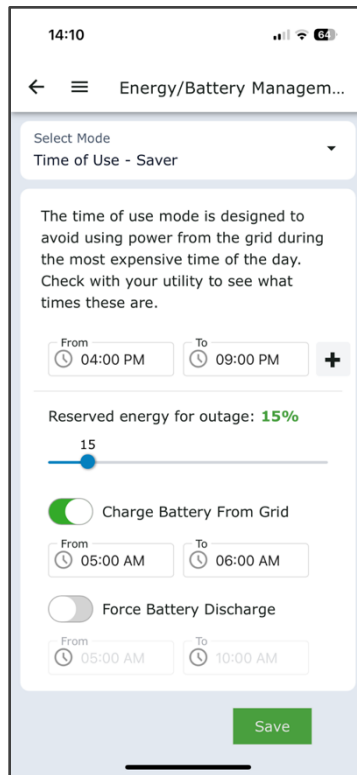 14:10
64
Energy/Battery Managem...
Select Mode
Time of Use - Saver
The time of use mode is designed to
avoid using power from the grid during
the most expensive time of the day.
Check with your utility to see what
times these are.
From To
04:00 PM 09:00 PM +
Reserved energy for outage: 15%
15
Charge Battery From Grid
From To
05:00 AM 06:00 AM
Force Battery Discharge
From To
05:00 AM 10:00 AM
Save